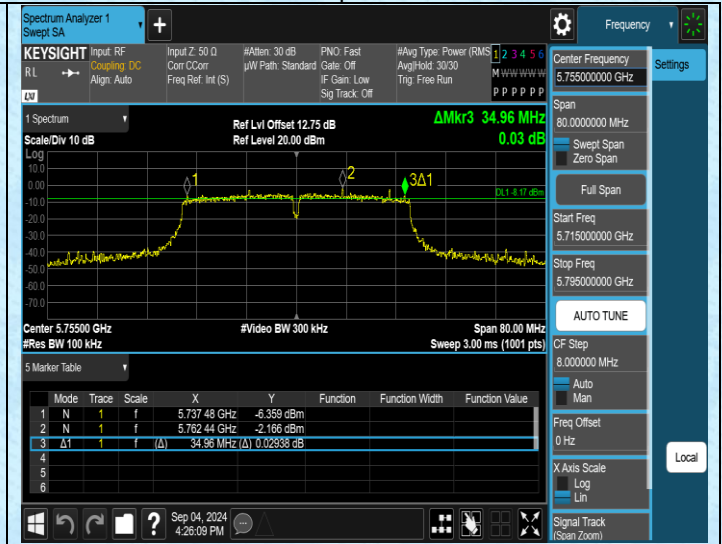 Spectrum Analyzer 1
Swept SA
Frequency
KEYSIGHT
RL
LXI
Input: RF
Coupling: DC
Align: Auto
Input Z: 50 Ω
Corr CCorr
Freq Ref: Int (S)
#Atten: 30 dB
µW Path: Standard
PNO: Fast
Gate: Off
IF Gain: Low
Sig Track: Off
#Avg Type: Power (RMS
Avg|Hold: 30/30
Trig: Free Run
1 2 3 4 5 6
M W W W W W
P P P P P P
Center Frequency
5.755000000 GHz
Settings
1 Spectrum
Scale/Div 10 dB
Ref Lvl Offset 12.75 dB
Ref Level 20.00 dBm
ΔMkr3 34.96 MHz
0.03 dB
Log
10.0
0.00
-10.0
-20.0
-30.0
-40.0
-50.0
-60.0
-70.0
1
2
3Δ1
DL1 -8.17 dBm
Center 5.75500 GHz
#Res BW 100 kHz
#Video BW 300 kHz
Span 80.00 MHz
Sweep 3.00 ms (1001 pts)
Span
80.0000000 MHz
Swept Span
Zero Span
Full Span
Start Freq
5.715000000 GHz
Stop Freq
5.795000000 GHz
AUTO TUNE
CF Step
8.000000 MHz
Auto
Man
Freq Offset
0 Hz
X Axis Scale
Log
Lin
Signal Track
(Span Zoom)
Local
5 Marker Table
Mode Trace Scale X Y Function Function Width Function Value
1 N 1 f 5.737 48 GHz -6.359 dBm
2 N 1 f 5.762 44 GHz -2.166 dBm
3 Δ1 1 f (Δ) 34.96 MHz (Δ) 0.02938 dB
4
5
6
?
Sep 04, 2024
4:26:09 PM